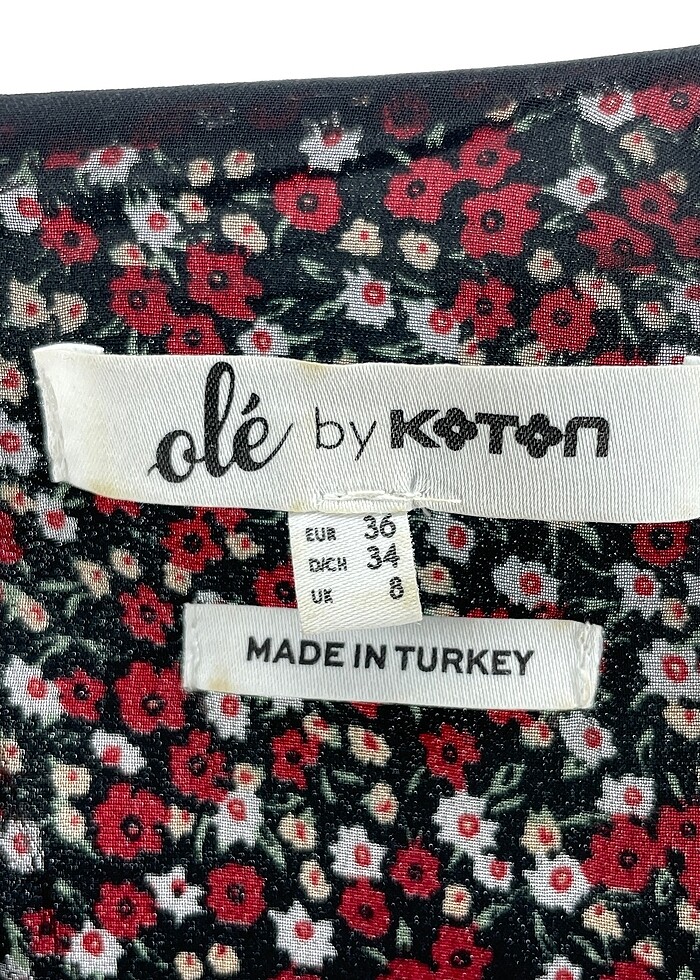 olé by KOTON
EUR 36
D/CH 34
UK 8
MADE IN TURKEY